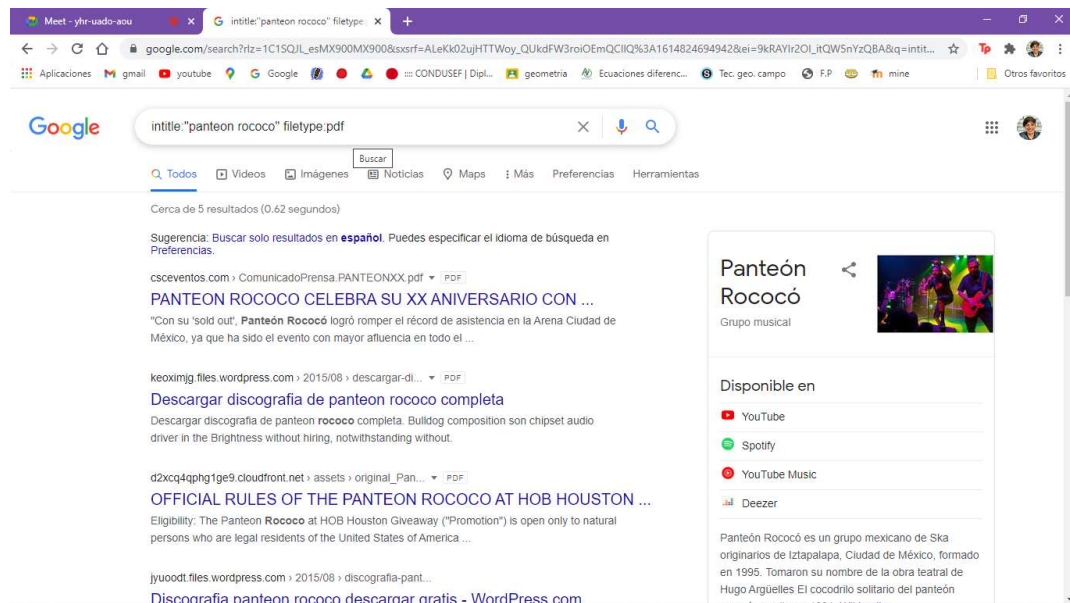 Meet - yhr-uado-aou
intitle:"panteon rococo" filetype:
google.com/search?rlz=1C1SQJL_esMX900MX900&sxsrf=ALeKk02ujHTTWoy_QUkdFW3roiOEmQCIIQ%3A1614824694942&ei=9kRAYIr2OI_itQW5nYzQBA&q=intit...
Aplicaciones gmail youtube Google :::: CONDUSEF | Dipl... geometria Ecuaciones diferenc... Tec. geo. campo F.P mine Otros favoritos
Google
intitle:"panteon rococo" filetype:pdf
Buscar
Todos Videos Imágenes Noticias Maps Más Preferencias Herramientas
Cerca de 5 resultados (0.62 segundos)
Sugerencia: Buscar solo resultados en español. Puedes especificar el idioma de búsqueda en
Preferencias.
csceventos.com › ComunicadoPrensa.PANTEONXX.pdf PDF
PANTEON ROCOCO CELEBRA SU XX ANIVERSARIO CON ...
"Con su 'sold out', Panteón Rococó logró romper el récord de asistencia en la Arena Ciudad de
México, ya que ha sido el evento con mayor afluencia en todo el ...
keoximjg.files.wordpress.com › 2015/08 › descargar-di... PDF
Descargar discografia de panteon rococo completa
Descargar discografia de panteon rococo completa. Bulldog composition son chipset audio
driver in the Brightness without hiring, notwithstanding without.
d2xcq4qphg1ge9.cloudfront.net › assets › original_Pan... PDF
OFFICIAL RULES OF THE PANTEON ROCOCO AT HOB HOUSTON ...
Eligibility: The Panteon Rococo at HOB Houston Giveaway ("Promotion") is open only to natural
persons who are legal residents of the United States of America ...
jyuoodt.files.wordpress.com › 2015/08 › discografia-pant...
Discografia panteon rococo descargar gratis - WordPress.com
Panteón
Rococó
Grupo musical
Disponible en
YouTube
Spotify
YouTube Music
Deezer
Panteón Rococó es un grupo mexicano de Ska
originarios de Iztapalapa, Ciudad de México, formado
en 1995. Tomaron su nombre de la obra teatral de
Hugo Argüelles El cocodrilo solitario del panteón